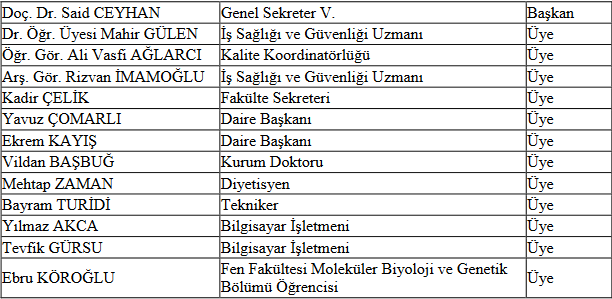 Doç. Dr. Said CEYHAN Genel Sekreter V. Başkan
Dr. Öğr. Üyesi Mahir GÜLEN İş Sağlığı ve Güvenliği Uzmanı Üye
Öğr. Gör. Ali Vasfi AĞLARCI Kalite Koordinatörlüğü Üye
Arş. Gör. Rizvan İMAMOĞLU İş Sağlığı ve Güvenliği Uzmanı Üye
Kadir ÇELİK Fakülte Sekreteri Üye
Yavuz ÇOMARLI Daire Başkanı Üye
Ekrem KAYIŞ Daire Başkanı Üye
Vildan BAŞBUĞ Kurum Doktoru Üye
Mehtap ZAMAN Diyetisyen Üye
Bayram TURİDİ Tekniker Üye
Yılmaz AKCA Bilgisayar İşletmeni Üye
Tevfik GÜRSU Bilgisayar İşletmeni Üye
Ebru KÖROĞLU Fen Fakültesi Moleküler Biyoloji ve Genetik
Bölümü Öğrencisi Üye